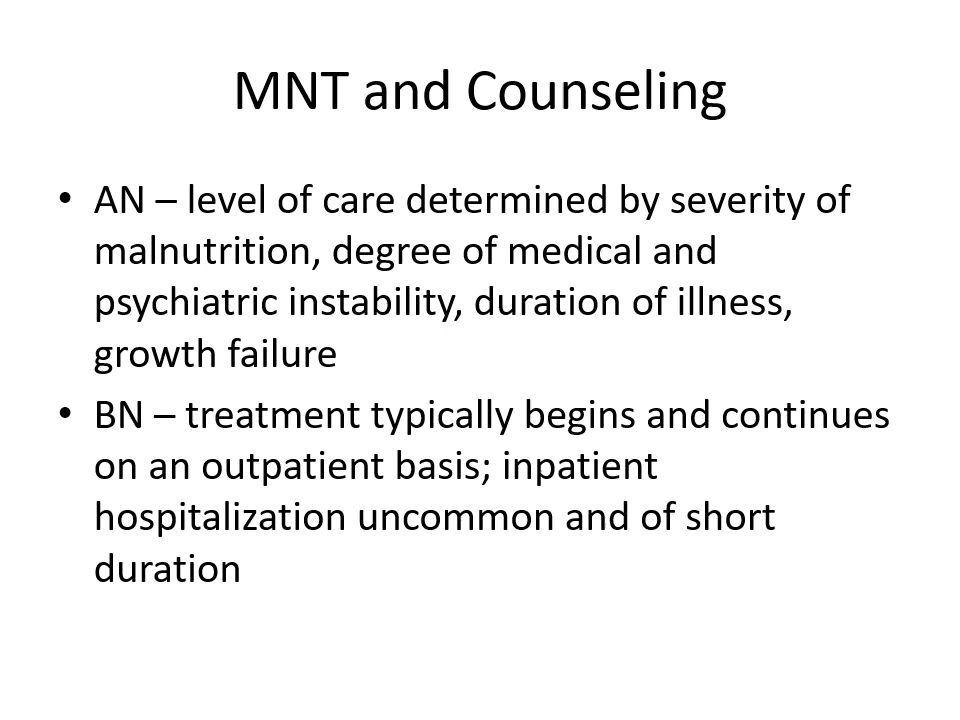 MNT and Counseling
• AN – level of care determined by severity of
malnutrition, degree of medical and
psychiatric instability, duration of illness,
growth failure
• BN – treatment typically begins and continues
on an outpatient basis; inpatient
hospitalization uncommon and of short
duration